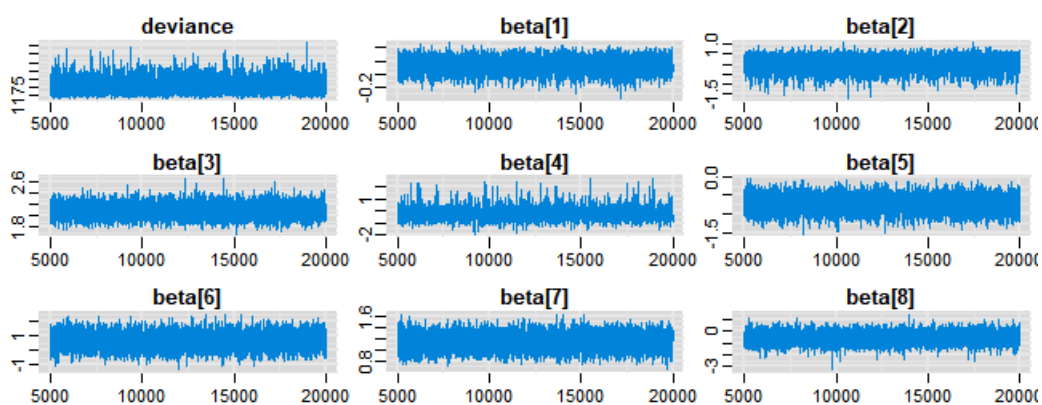 deviance beta[1] beta[2]
1175 -0.2 -1.5 1.0
5000 10000 15000 20000 5000 10000 15000 20000 5000 10000 15000 20000
beta[3] beta[4] beta[5]
1.8 2.6 -2 1 -1.5 0.0
5000 10000 15000 20000 5000 10000 15000 20000 5000 10000 15000 20000
beta[6] beta[7] beta[8]
-1 1 0.8 1.6 -3 0
5000 10000 15000 20000 5000 10000 15000 20000 5000 10000 15000 20000